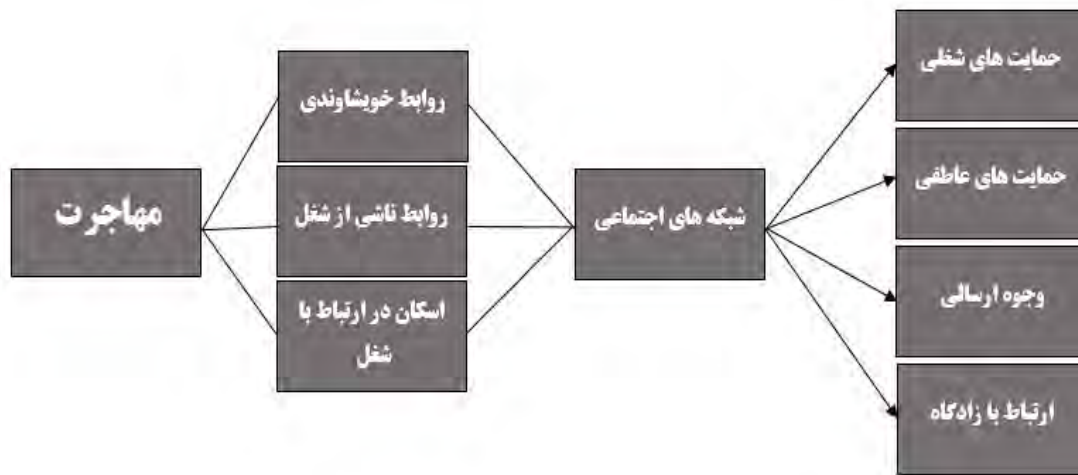 مهاجرت
روابط خویشاوندی
روابط ناشی از شغل
اسکان در ارتباط با
شغل
شبکه های اجتماعی
حمایت های شغلی
حمایت های عاطفی
وجوه ارسالی
ارتباط با زادگاه